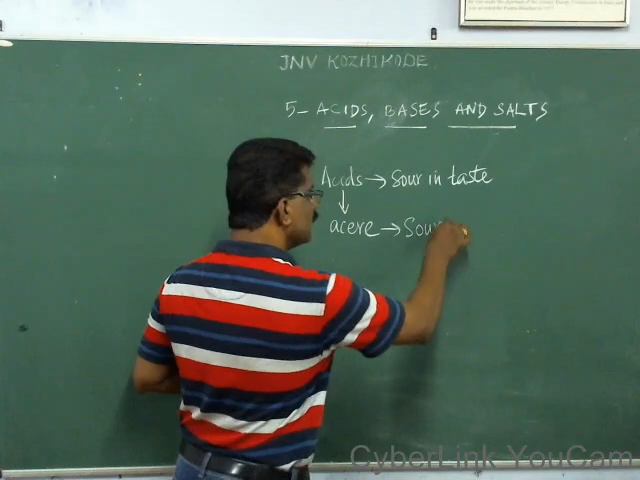 JNV KOZHIKODE
5- ACIDS, BASES AND SALTS
Acids → Sour in taste
↓
acere → Sour
CyberLink YouCam